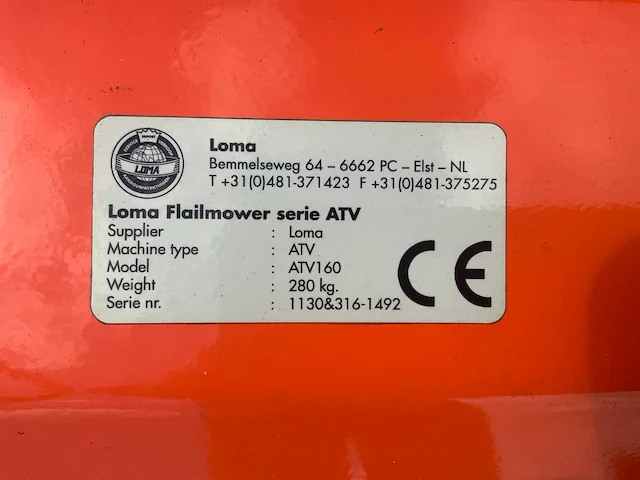 IMPORT
LOMA
Loma
Bemmelseweg 64 – 6662 PC – Elst – NL
T +31(0)481-371423 F +31(0)481-375275
Loma Flailmower serie ATV
Supplier : Loma
Machine type : ATV
Model : ATV160
Weight : 280 kg.
Serie nr. : 1130&316-1492
CE